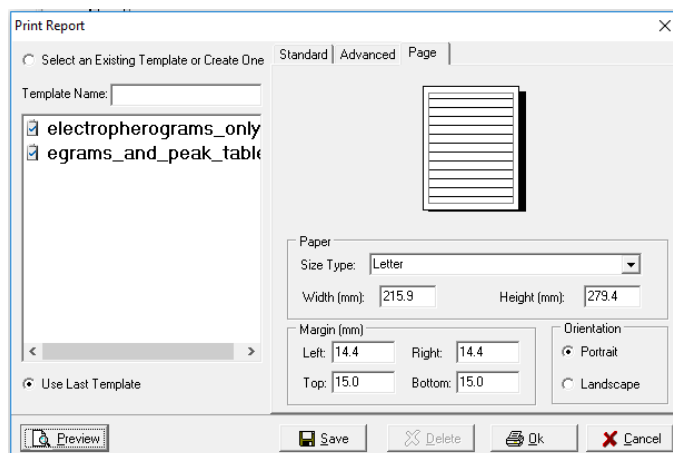 Print Report
Select an Existing Template or Create One
Template Name:
electropherograms_only
egrams_and_peak_table
Use Last Template
Standard Advanced Page
Paper
Size Type: Letter
Width (mm): 215.9 Height (mm): 279.4
Margin (mm)
Left: 14.4 Right: 14.4
Top: 15.0 Bottom: 15.0
Orientation
Portrait
Landscape
Preview Save Delete Ok Cancel